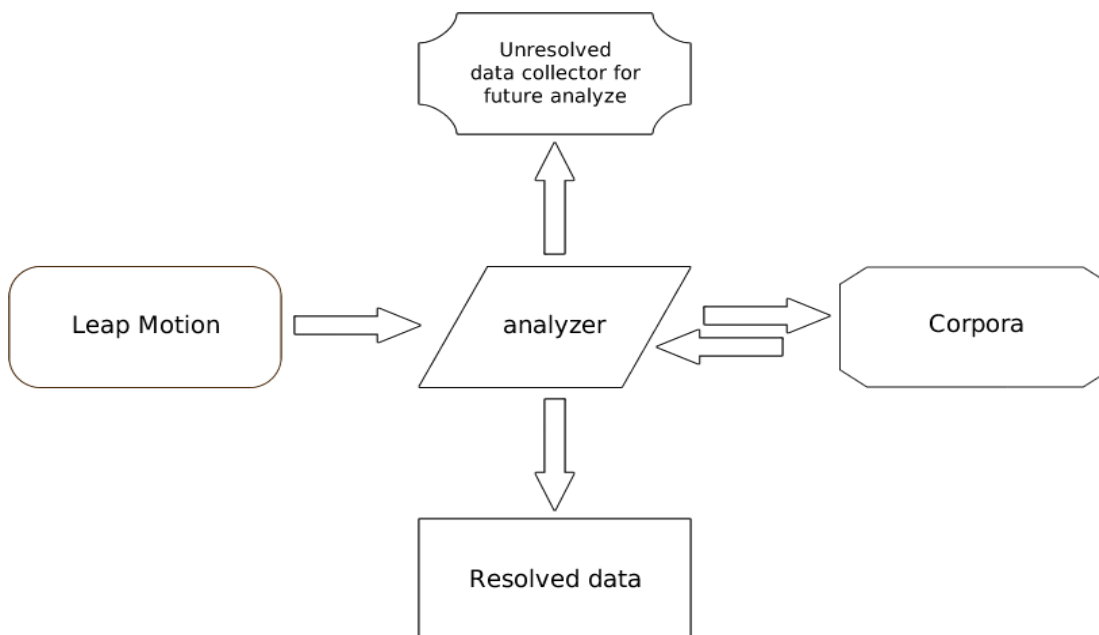 Unresolved
data collector for
future analyze
Leap Motion
analyzer
Corpora
Resolved data